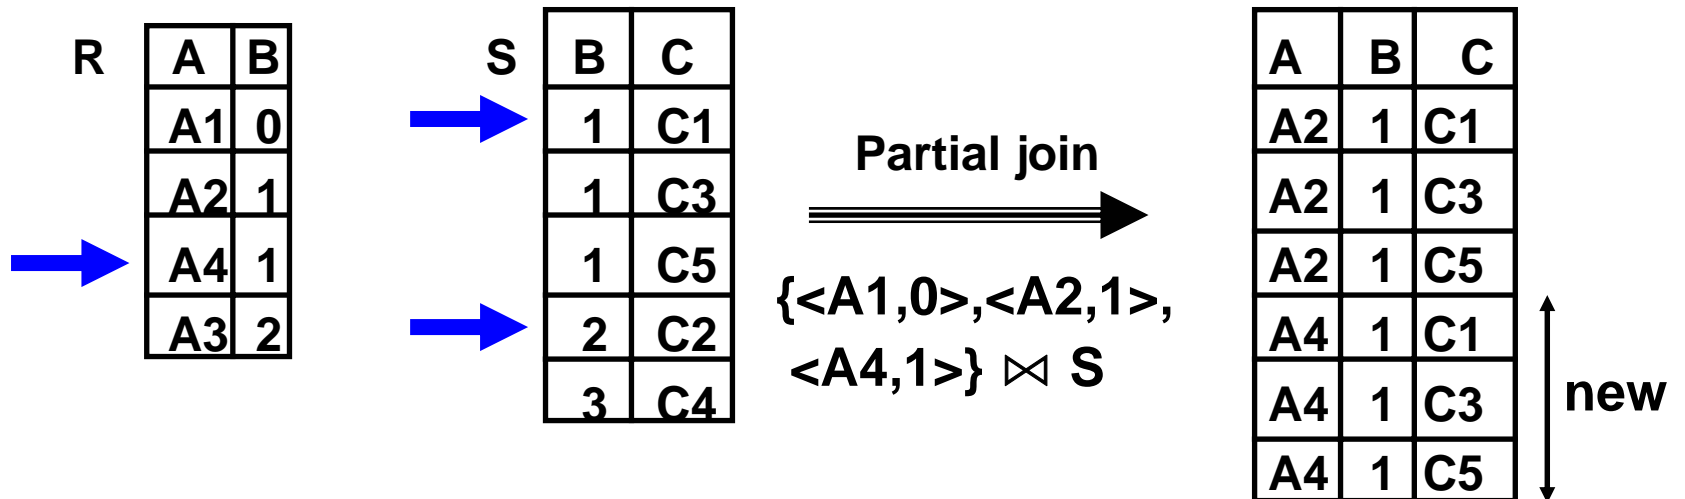 R
A B
A1 0
A2 1
A4 1
A3 2
S
B C
1 C1
1 C3
1 C5
2 C2
3 C4
Partial join
{<A1,0>,<A2,1>,
<A4,1>} ⋈ S
A B C
A2 1 C1
A2 1 C3
A2 1 C5
A4 1 C1
A4 1 C3
A4 1 C5
new